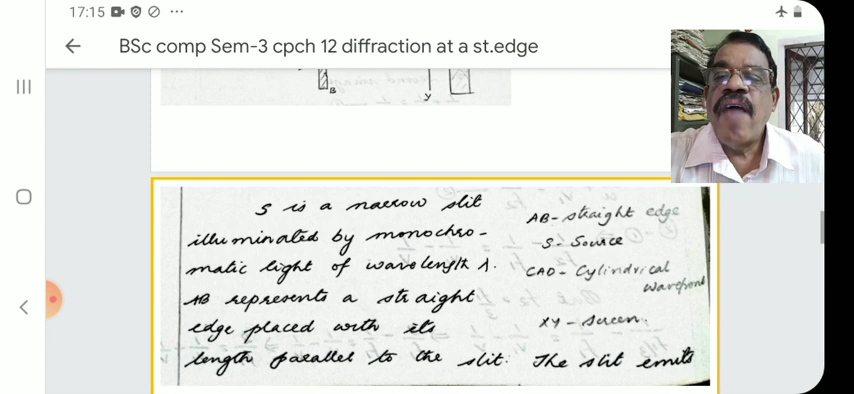 17:15
BSc comp Sem-3 cpch 12 diffraction at a st.edge
B
Y
S is a narrow slit
illuminated by monochro-
matic light of wavelength λ.
AB represents a straight
edge placed with its
length parallel to the slit. The slit emits
AB- straight edge
S- Source
CAD- Cylindrical
wavefront
XY - Screen.